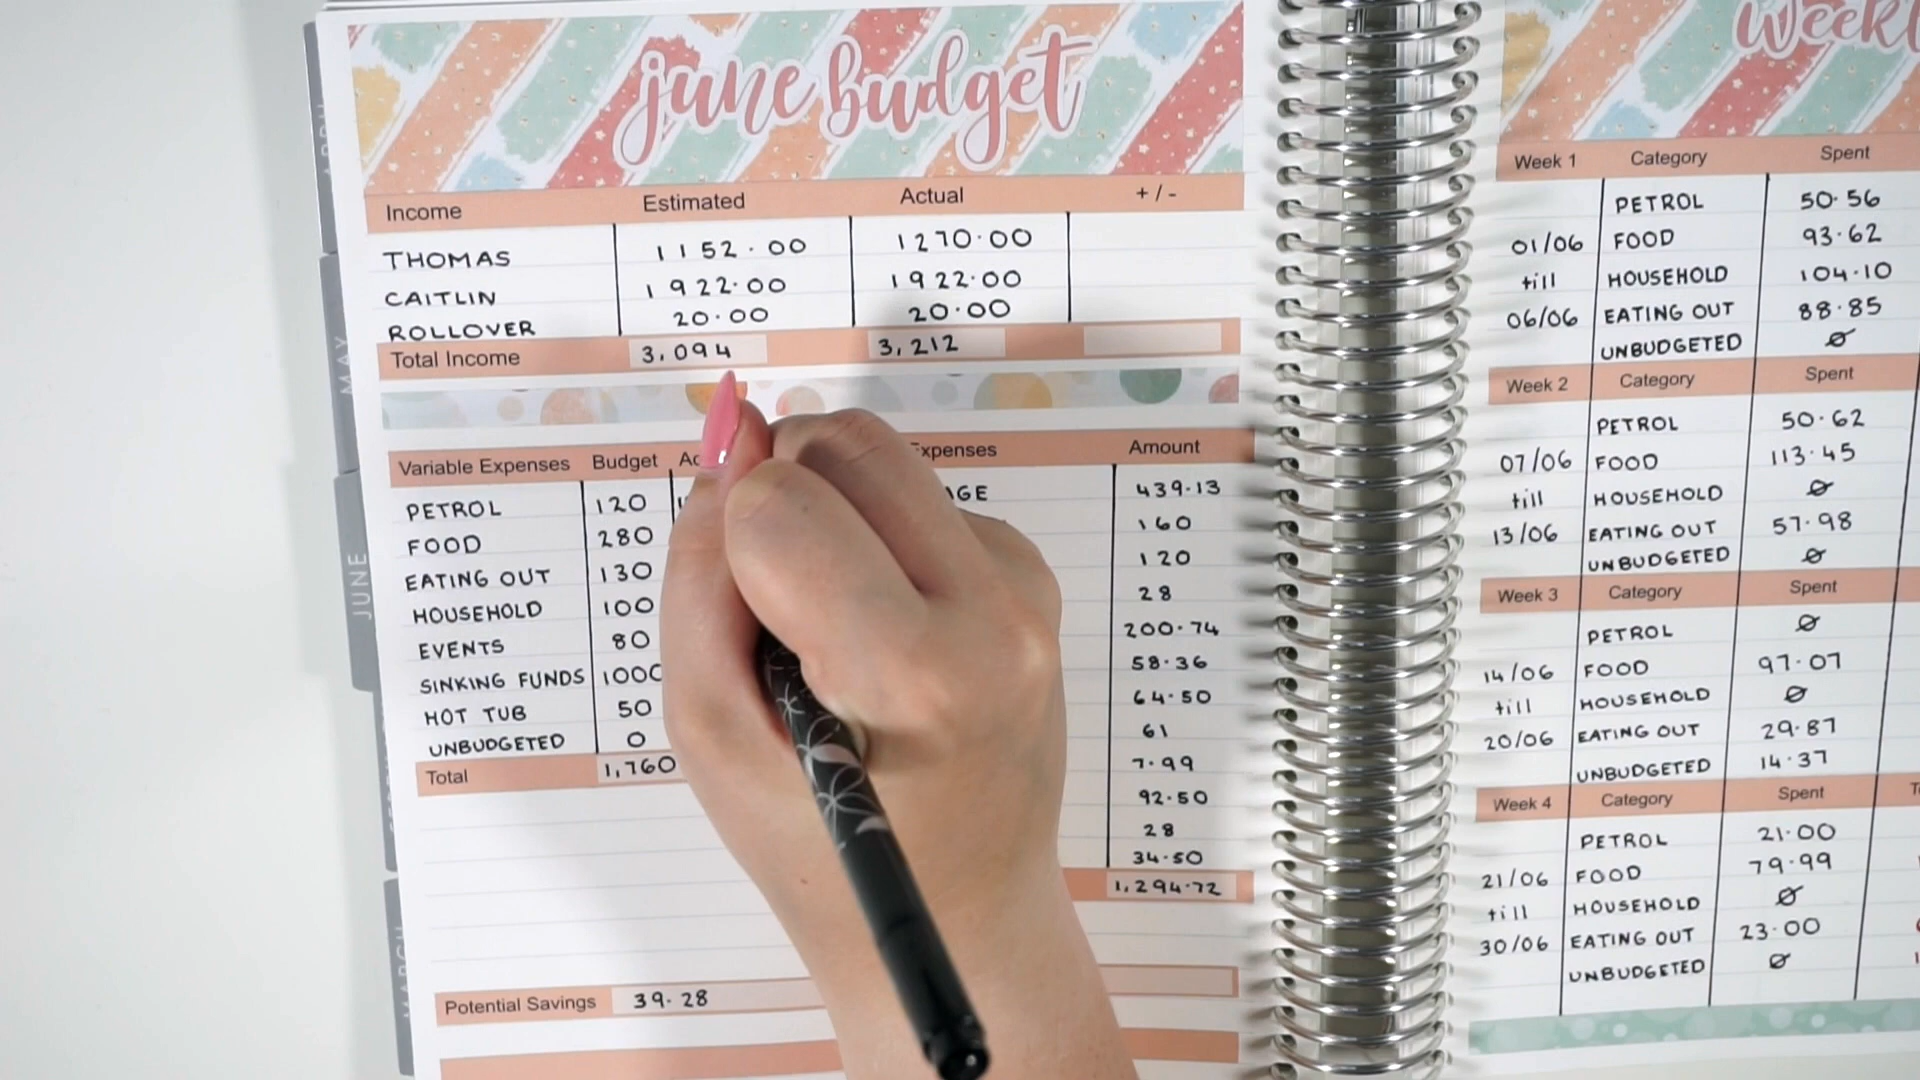 june budget
Income Estimated Actual + / -
THOMAS 1152.00 1270.00
CAITLIN 1922.00 1922.00
ROLLOVER 20.00 20.00
Total Income 3,094 3,212
Variable Expenses Budget
PETROL 120
FOOD 280
EATING OUT 130
HOUSEHOLD 100
EVENTS 80
SINKING FUNDS 1000
HOT TUB 50
UNBUDGETED 0
Total 1,760
Amount
439.13
160
120
28
200.74
58.36
64.50
61
7.99
92.50
28
34.50
1,294.72
Potential Savings 39.28
MAY
JUNE
MARCH
Week 1 Category Spent
PETROL 50.56
01/06 FOOD 93.62
till HOUSEHOLD 104.10
06/06 EATING OUT 88.85
UNBUDGETED Ø
Week 2 Category Spent
PETROL 50.62
07/06 FOOD 113.45
till HOUSEHOLD Ø
13/06 EATING OUT 57.98
UNBUDGETED Ø
Week 3 Category Spent
PETROL Ø
14/06 FOOD 97.07
till HOUSEHOLD Ø
20/06 EATING OUT 29.87
UNBUDGETED 14.37
Week 4 Category Spent
PETROL 21.00
21/06 FOOD 79.99
till HOUSEHOLD Ø
30/06 EATING OUT 23.00
UNBUDGETED Ø